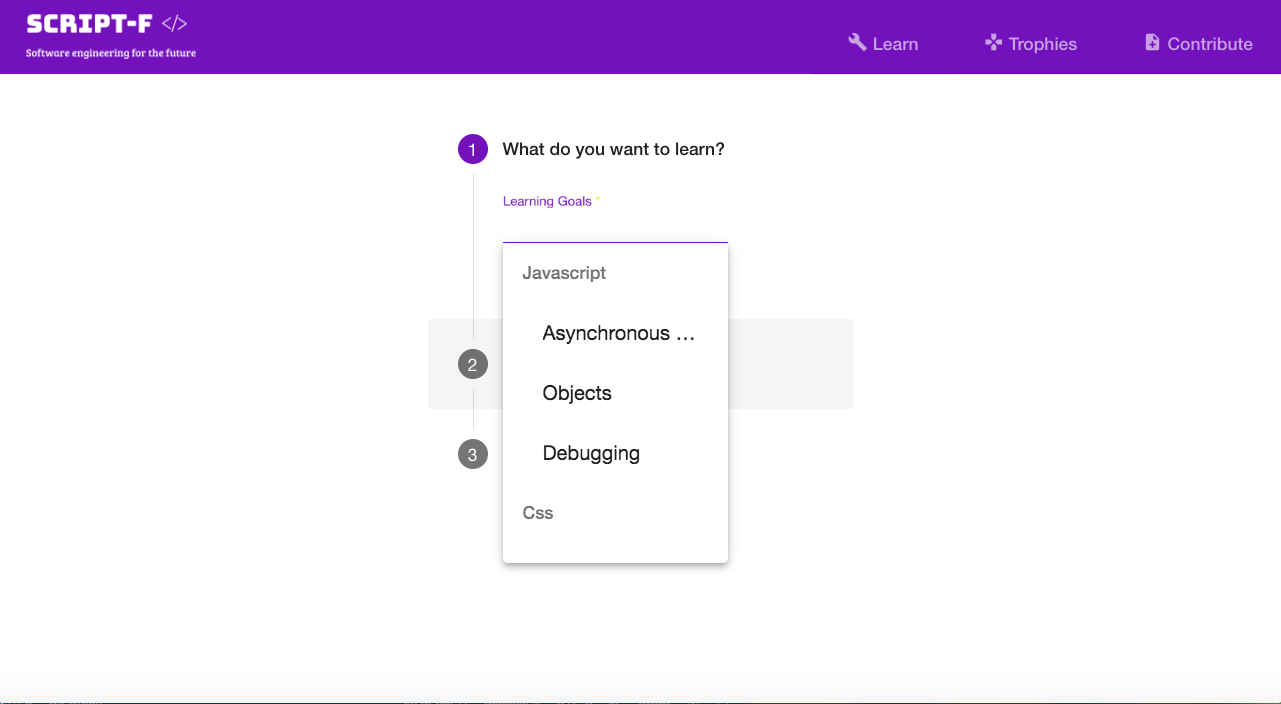 SCRIPT-F </>
Software engineering for the future
Learn
Trophies
Contribute
1 What do you want to learn?
Learning Goals *
Javascript
Asynchronous ...
2
Objects
Debugging
3
Css